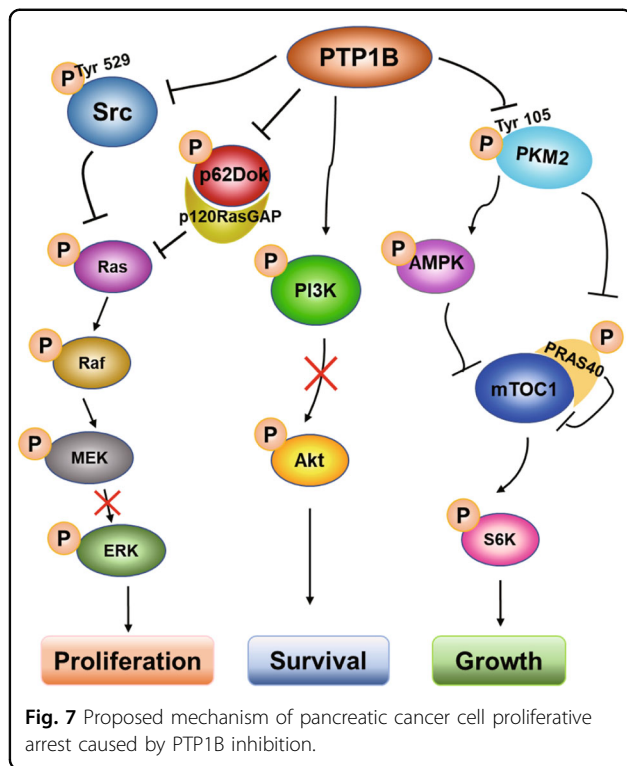 PTP1B
P Tyr 529
Src
P
p62Dok
p120RasGAP
Tyr 105
P
PKM2
P
Ras
P
PI3K
P
AMPK
P
Raf
P
PRAS40
mTOC1
P
MEK
P
Akt
P
ERK
P
S6K
Proliferation
Survival
Growth
Fig. 7 Proposed mechanism of pancreatic cancer cell proliferative
arrest caused by PTP1B inhibition.